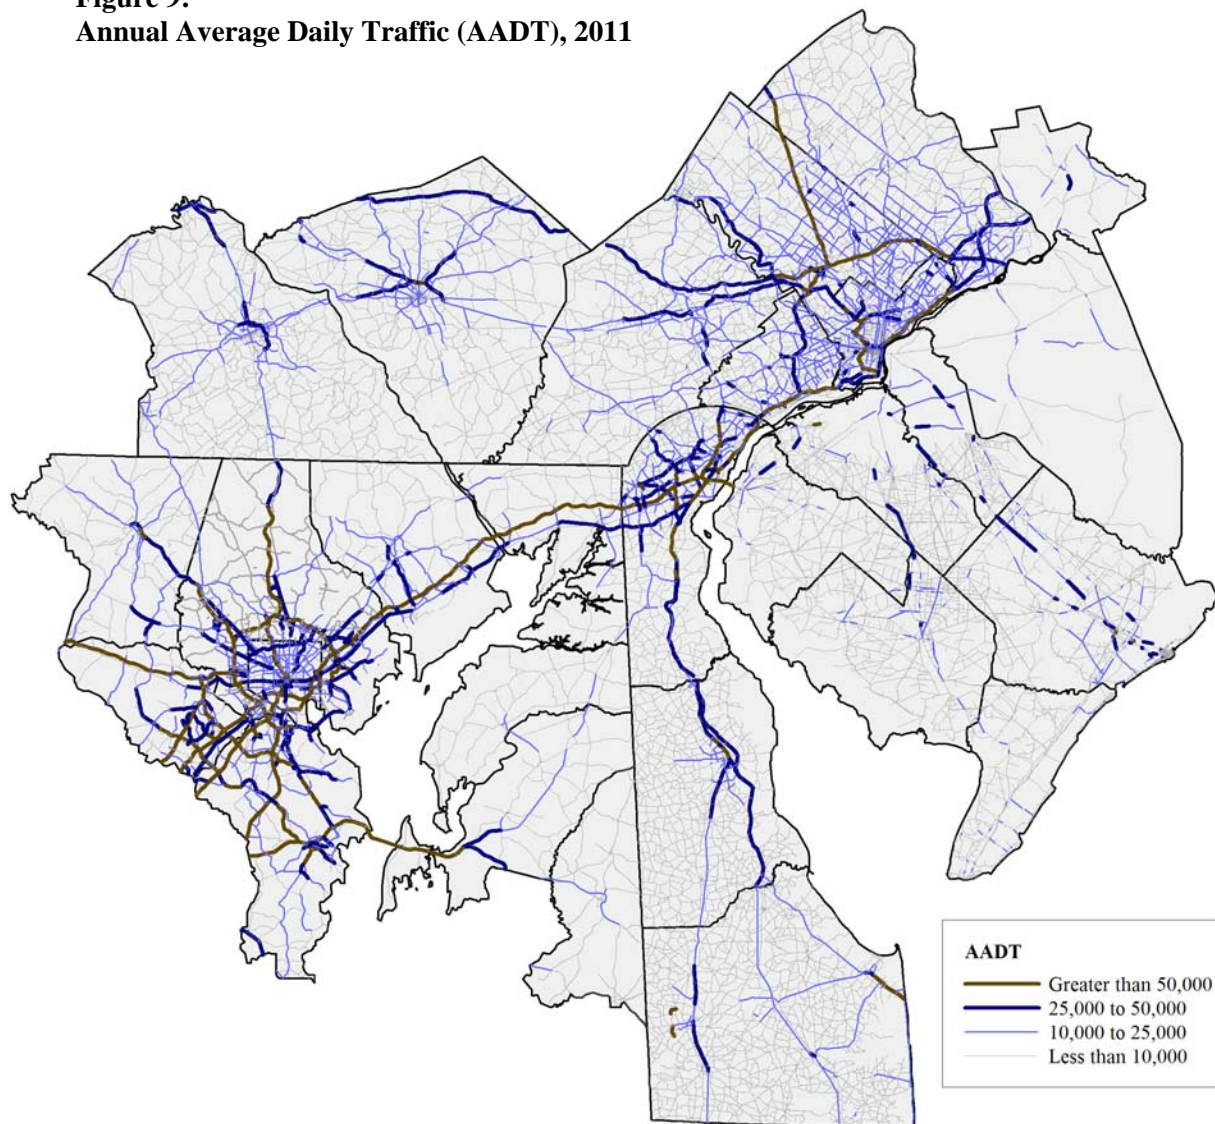 Figure 9:
Annual Average Daily Traffic (AADT), 2011
AADT
Greater than 50,000
25,000 to 50,000
10,000 to 25,000
Less than 10,000